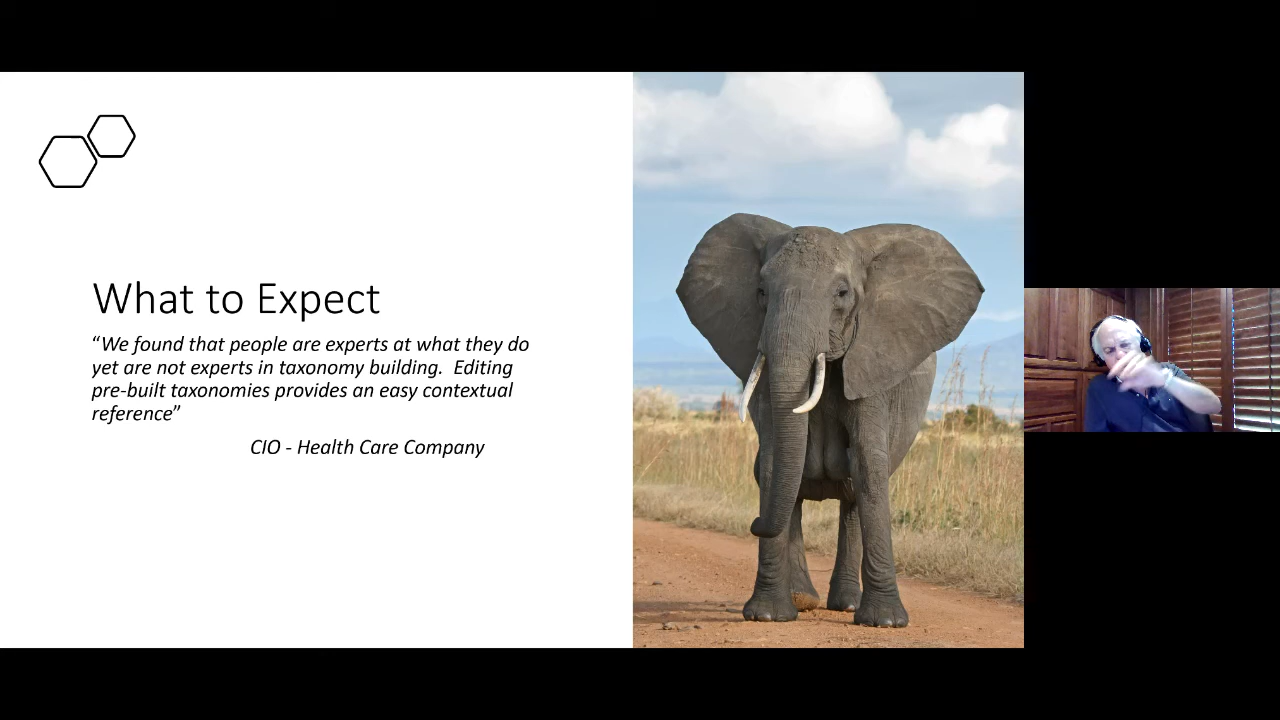 What to Expect
“We found that people are experts at what they do
yet are not experts in taxonomy building.  Editing
pre-built taxonomies provides an easy contextual
reference”
CIO - Health Care Company